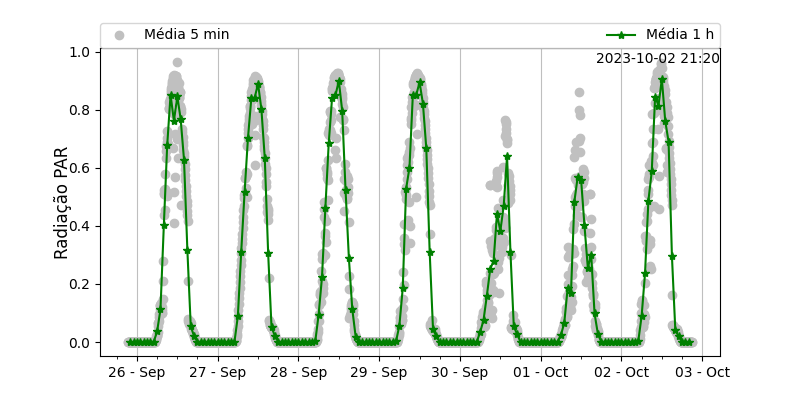 Média 5 min
Média 1 h
2023-10-02 21:20
Radiação PAR
1.0
0.8
0.6
0.4
0.2
0.0
26 - Sep
27 - Sep
28 - Sep
29 - Sep
30 - Sep
01 - Oct
02 - Oct
03 - Oct